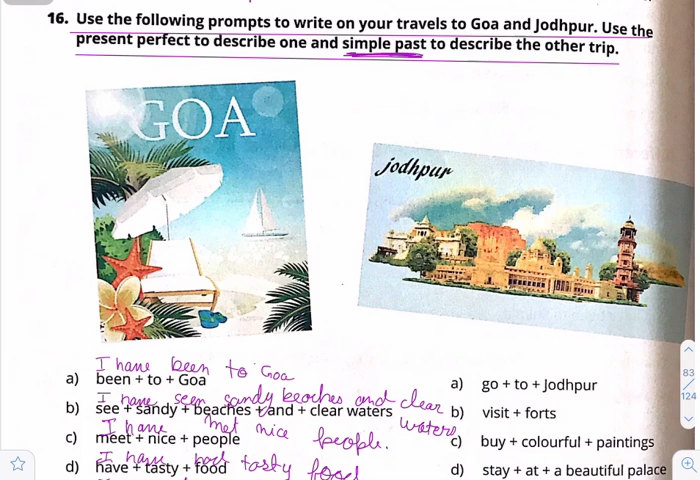 16. Use the following prompts to write on your travels to Goa and Jodhpur. Use the
present perfect to describe one and simple past to describe the other trip.
GOA
jodhpur
I have been to Goa
a) been + to + Goa
I have seen sandy beaches and clear waters
b) see + sandy + beaches + and + clear waters
I have met nice people.
c) meet + nice + people
I have had tasty food
d) have + tasty + food
a) go + to + Jodhpur
b) visit + forts
c) buy + colourful + paintings
d) stay + at + a beautiful palace
83
124